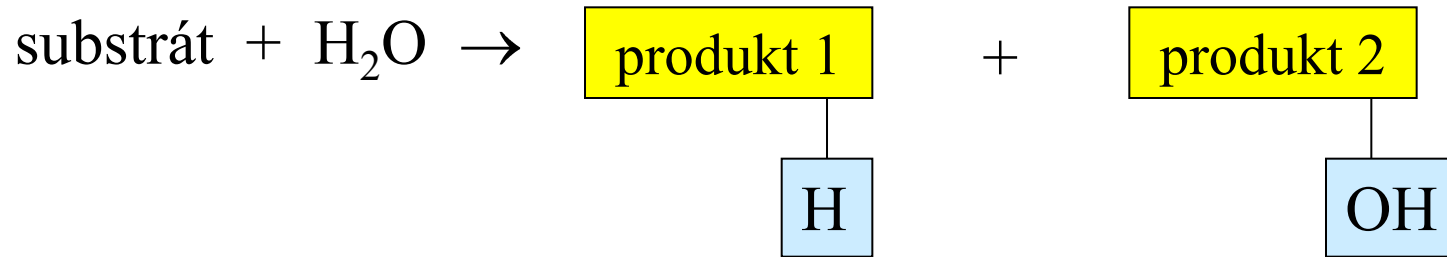 substrát + H₂O → produkt 1 + produkt 2
H OH